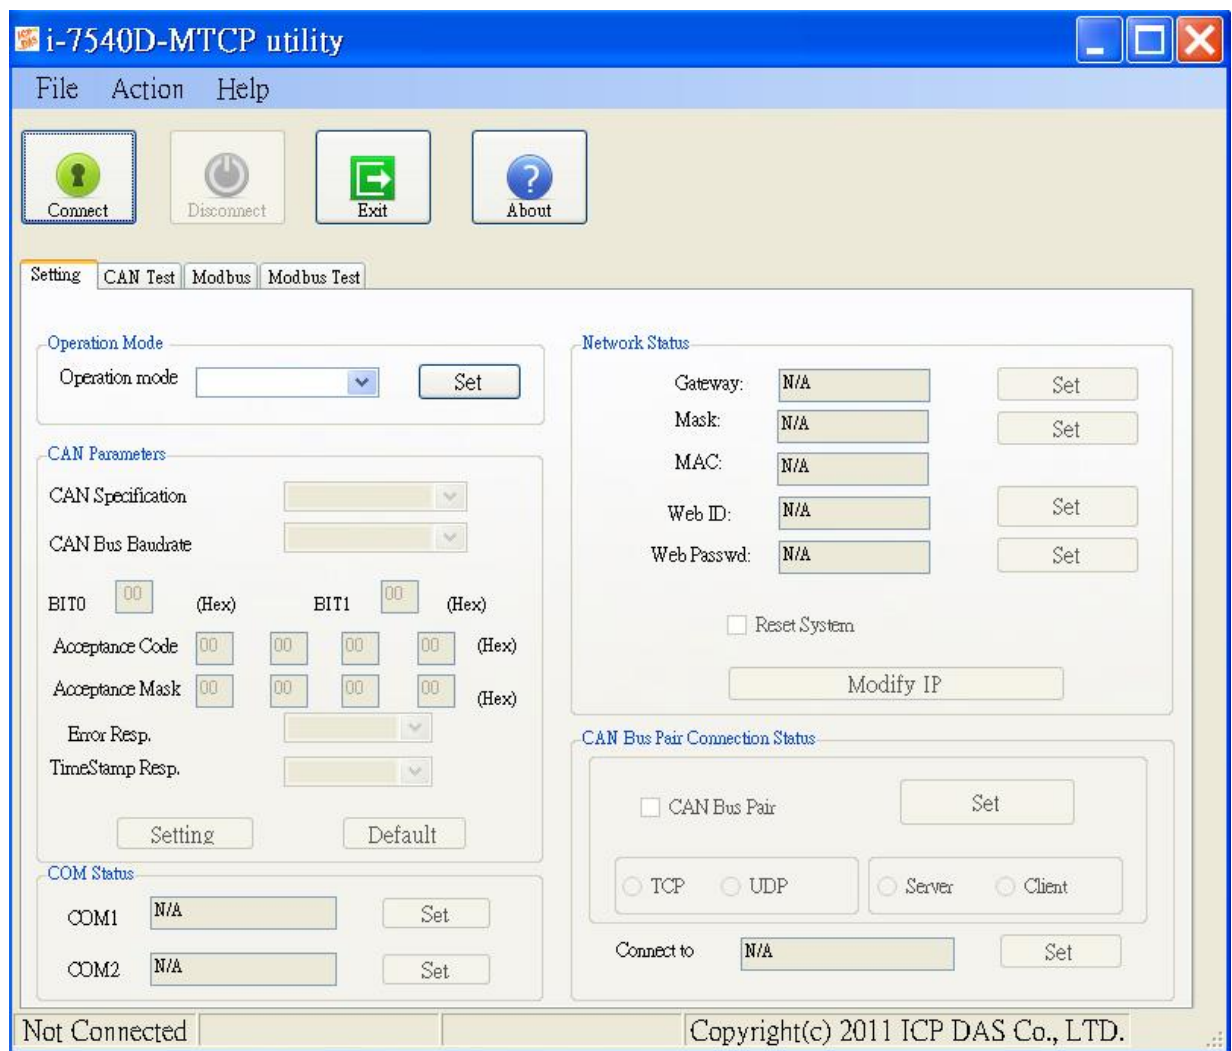 i-7540D-MTCP utility
File Action Help
Connect Disconnect Exit About
Setting CAN Test Modbus Modbus Test
Operation Mode
Operation mode Set
CAN Parameters
CAN Specification
CAN Bus Baudrate
BIT0 00 (Hex) BIT1 00 (Hex)
Acceptance Code 00 00 00 00 (Hex)
Acceptance Mask 00 00 00 00 (Hex)
Error Resp.
TimeStamp Resp.
Setting Default
COM Status
COM1 N/A Set
COM2 N/A Set
Network Status
Gateway: N/A Set
Mask: N/A Set
MAC: N/A
Web ID: N/A Set
Web Passwd: N/A Set
Reset System
Modify IP
CAN Bus Pair Connection Status
CAN Bus Pair Set
TCP UDP Server Client
Connect to N/A Set
Not Connected Copyright(c) 2011 ICP DAS Co., LTD.